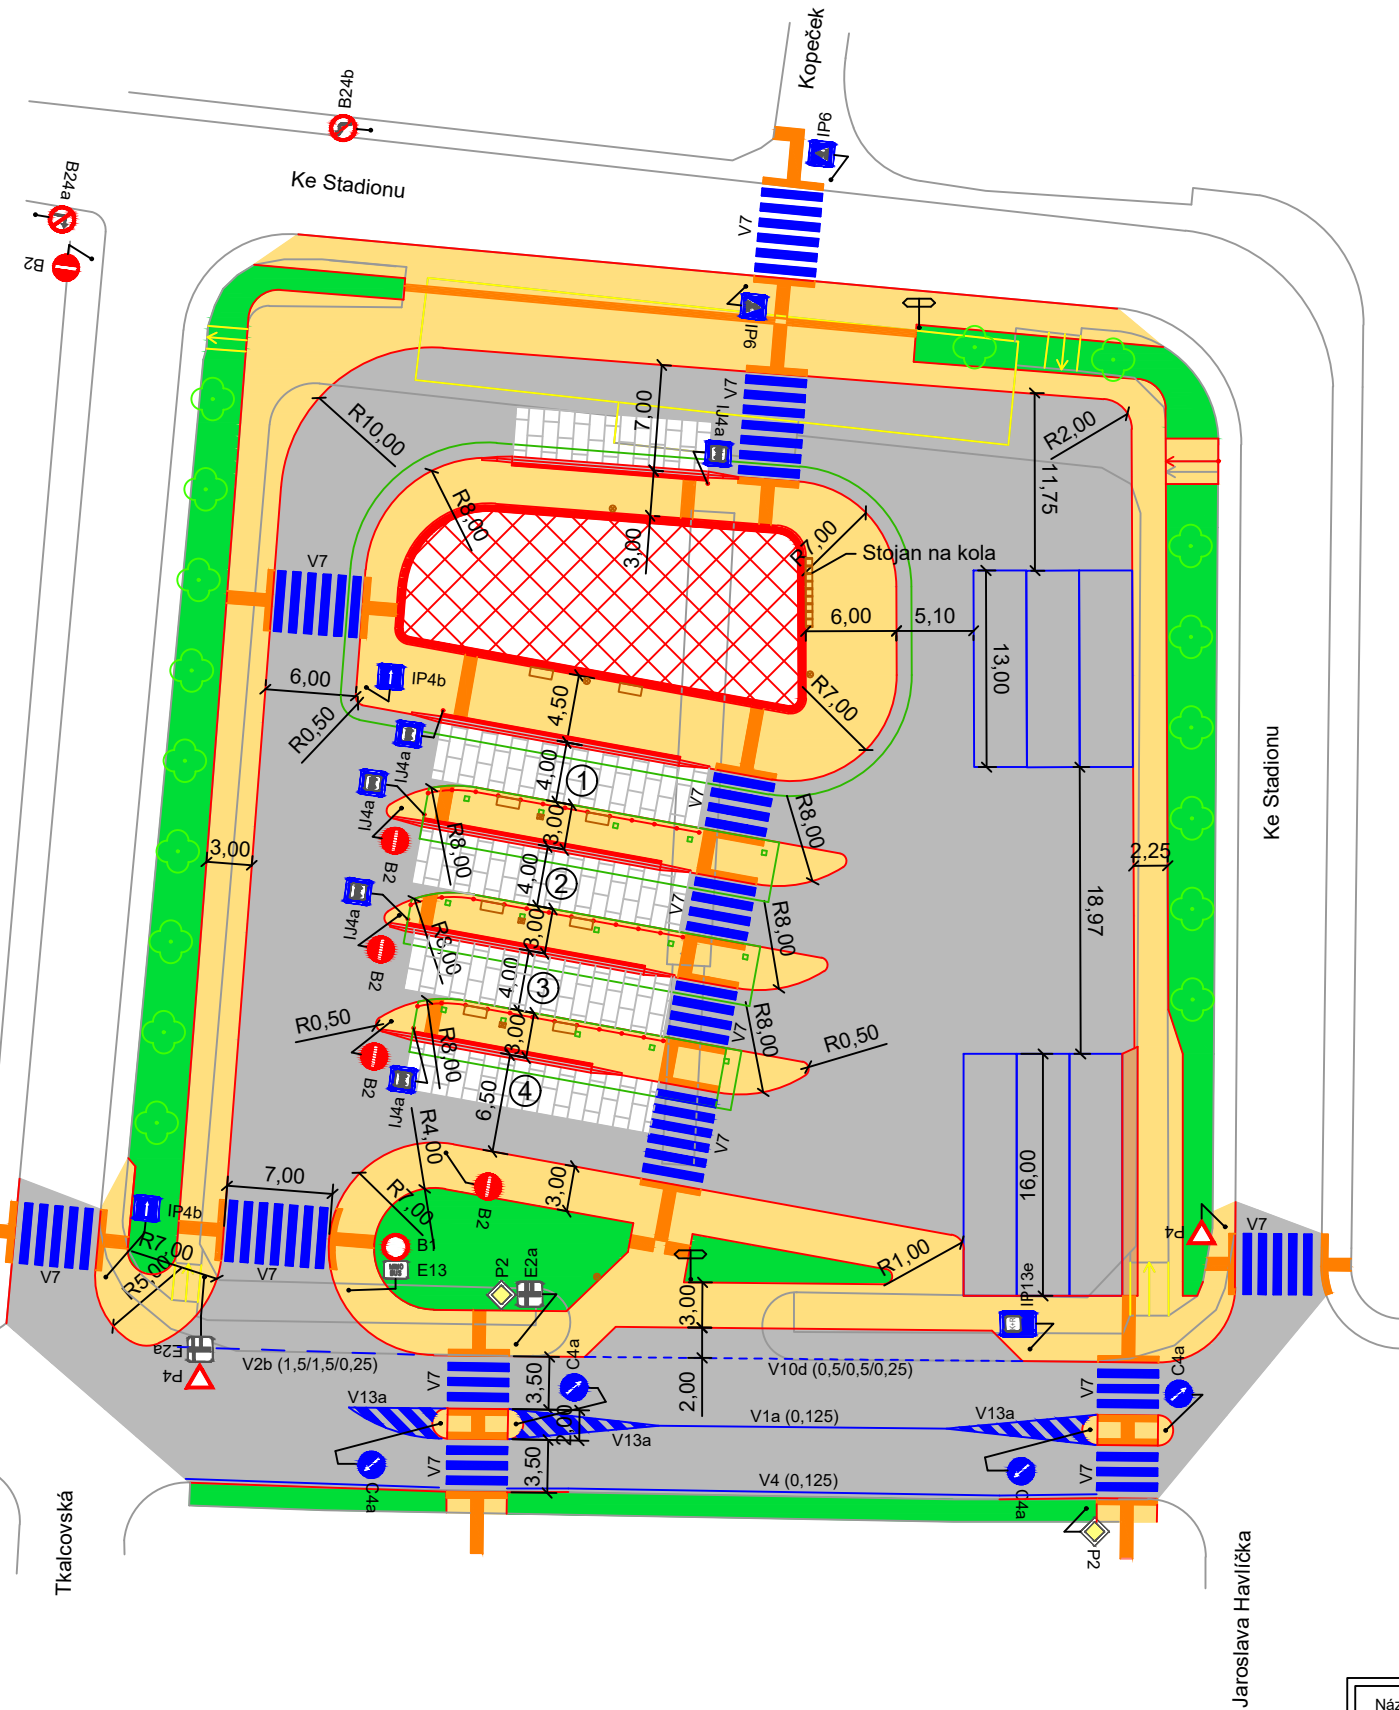 Kopeček
B24b
IP6
B24a
Ke Stadionu
V7
B2
IP6
7,00
V7
IJ4a
R10,00
R2,00
11,75
R8,00
3,00
R7,00
Stojan na kola
V7
6,00
5,10
13,00
6,00
IP4b
4,50
R7,00
R0,50
IJ4a
4,00
1
V7
Ke Stadionu
IJ4a
3,00
R8,00
B2
R8,00
3,00
2,25
4,00
2
V7
18,97
IJ4a
3,00
R8,00
B2
R8,00
4,00
3
R0,50
3,00
R8,00
V7
R0,50
B2
IJ4a
R8,00
6,50
4
R4,00
V7
16,00
7,00
R7,00
3,00
B2
IP4b
V7
R7,00
R5,00
V7
B1
E13
MIKRO
BUS
P2
E2a
R1,00
3,00
IP13e
K+R
P4
V7
E2a
P4
V2b (1,5/1,5/0,25)
V10d (0,5/0,5/0,25)
C4a
C4a
V7
3,50
2,00
V7
V13a
V1a (0,125)
V13a
2,00
V13a
V7
3,50
V4 (0,125)
V7
C4a
C4a
P2
Tkalcovská
Jaroslava Havlíčka
Náz